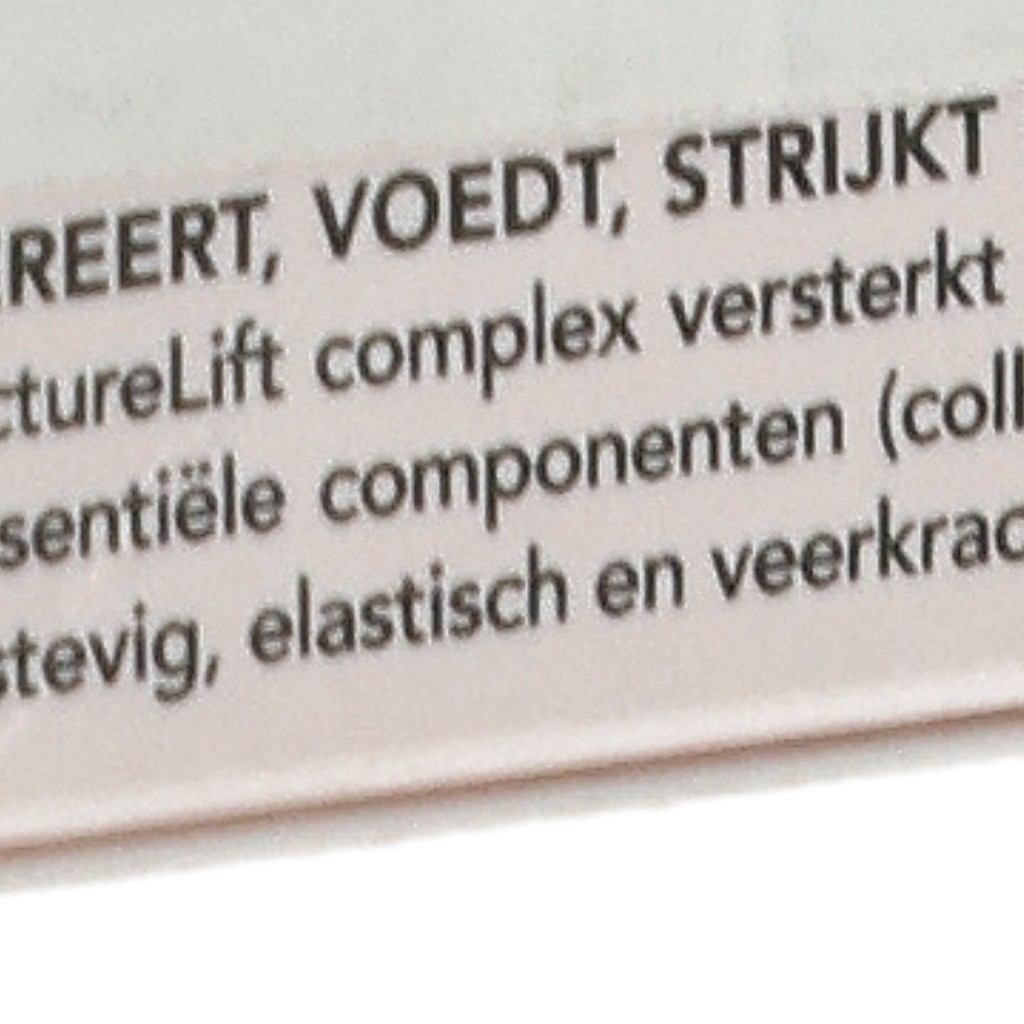 REERT, VOEDT, STRIJKT
ctureLift complex versterkt
sentiële componenten (coll
stevig, elastisch en veerkrac